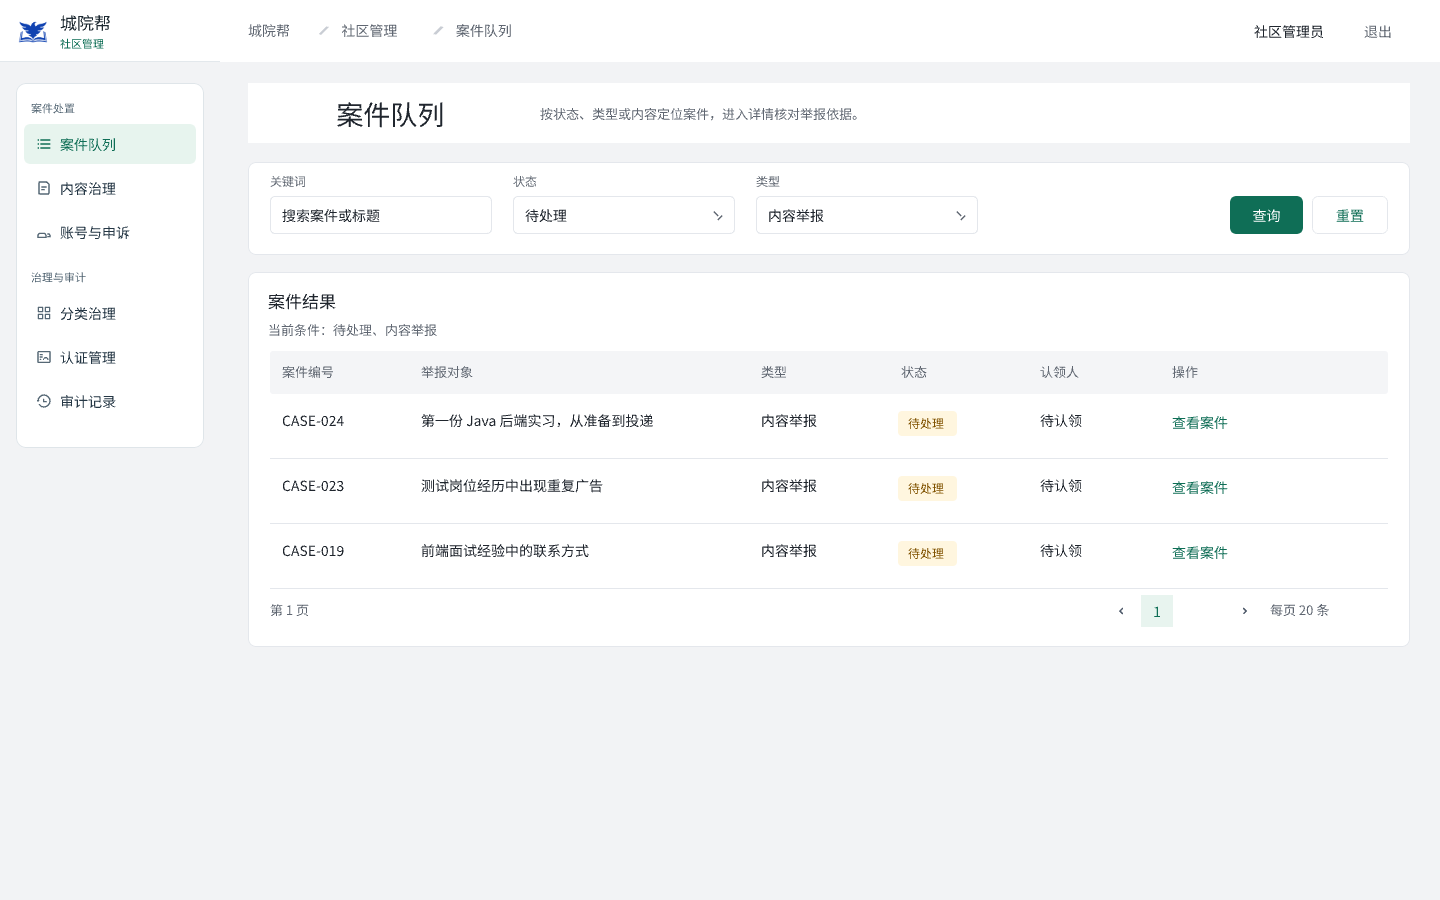 城院帮
社区管理
城院帮
社区管理
案件队列
社区管理员
退出
案件处置
案件队列
内容治理
账号与申诉
治理与审计
分类治理
认证管理
审计记录
案件队列
按状态、类型或内容定位案件，进入详情核对举报依据。
关键词
状态
类型
搜索案件或标题
待处理
内容举报
查询
重置
案件结果
当前条件：待处理、内容举报
案件编号 举报对象 类型 状态 认领人 操作
CASE-024 第一份 Java 后端实习，从准备到投递 内容举报 待处理 待认领 查看案件
CASE-023 测试岗位经历中出现重复广告 内容举报 待处理 待认领 查看案件
CASE-019 前端面试经验中的联系方式 内容举报 待处理 待认领 查看案件
第 1 页
‹ 1 › 每页 20 条